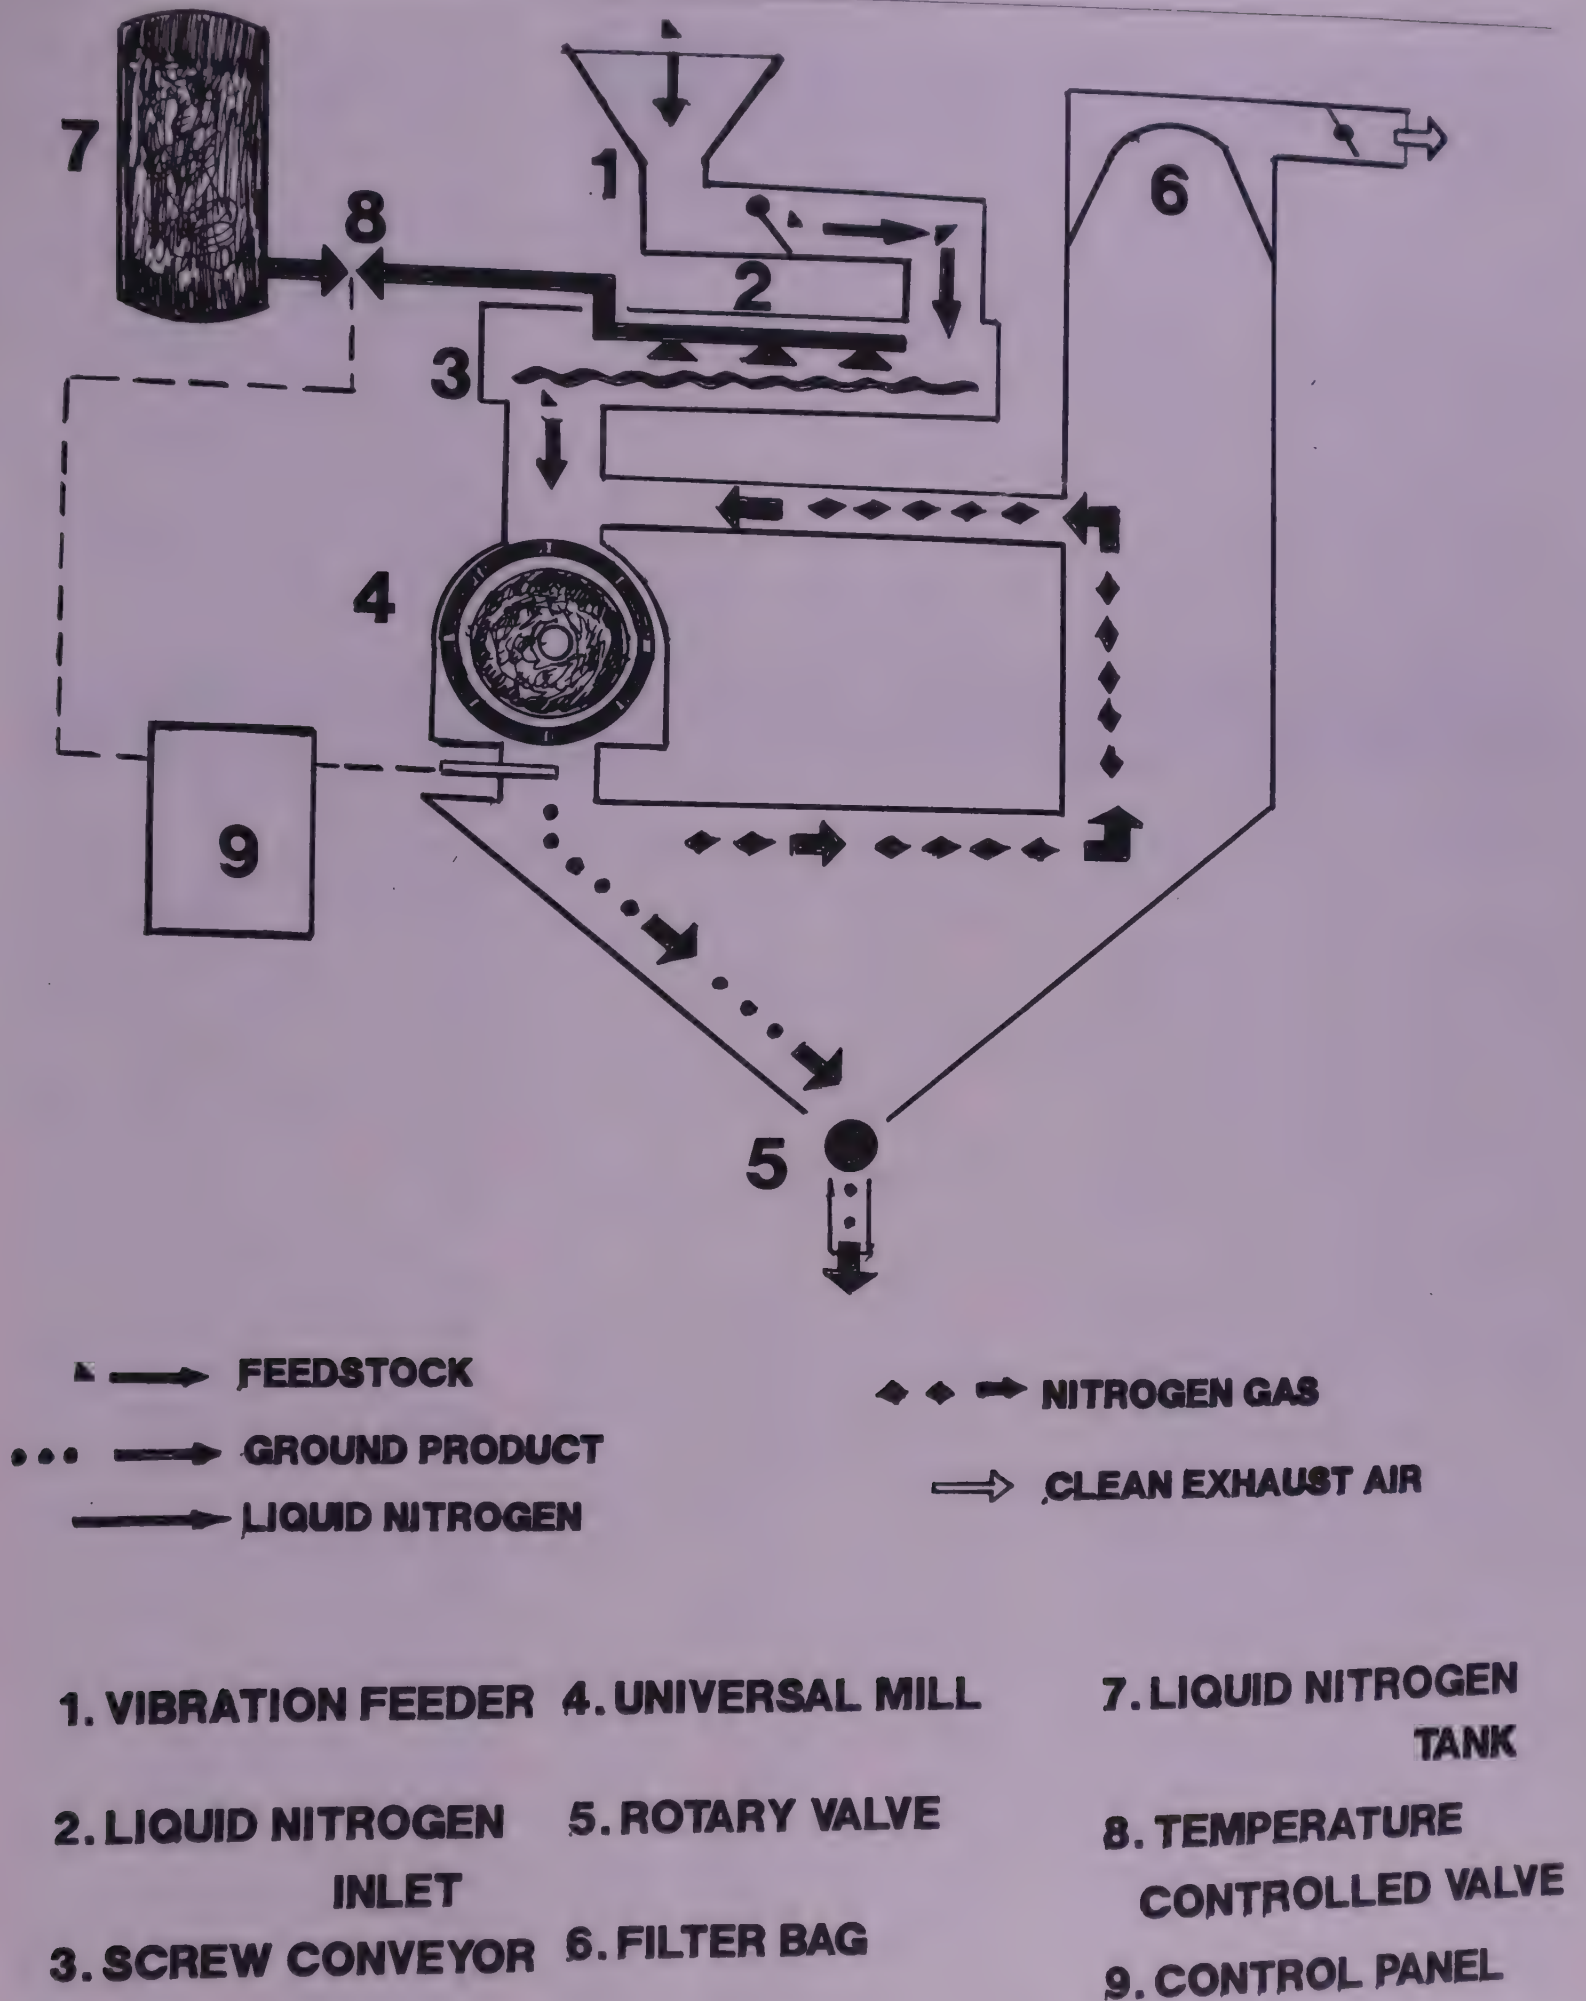 7
1
6
8
2
3
4
9
5
FEEDSTOCK
GROUND PRODUCT
LIQUID NITROGEN
NITROGEN GAS
CLEAN EXHAUST AIR
1. VIBRATION FEEDER
2. LIQUID NITROGEN
INLET
3. SCREW CONVEYOR
4. UNIVERSAL MILL
5. ROTARY VALVE
6. FILTER BAG
7. LIQUID NITROGEN
TANK
8. TEMPERATURE
CONTROLLED VALVE
9. CONTROL PANEL